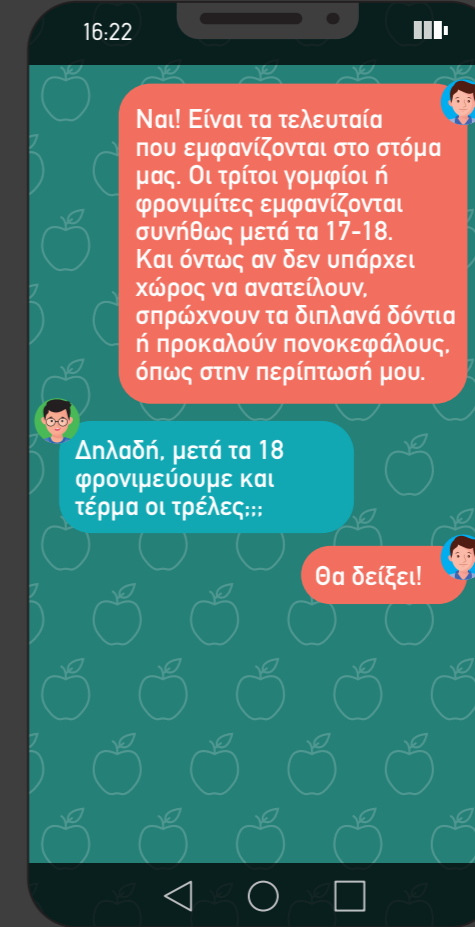 16:22
Ναι! Είναι τα τελευταία
που εμφανίζονται στο στόμα
μας. Οι τρίτοι γομφίοι ή
φρονιμίτες εμφανίζονται
συνήθως μετά τα 17-18.
Και όντως αν δεν υπάρχει
χώρος να ανατείλουν,
σπρώχνουν τα διπλανά δόντια
ή προκαλούν πονοκεφάλους,
όπως στην περίπτωσή μου.
Δηλαδή, μετά τα 18
φρονιμεύουμε και
τέρμα οι τρέλες;;;
Θα δείξει!